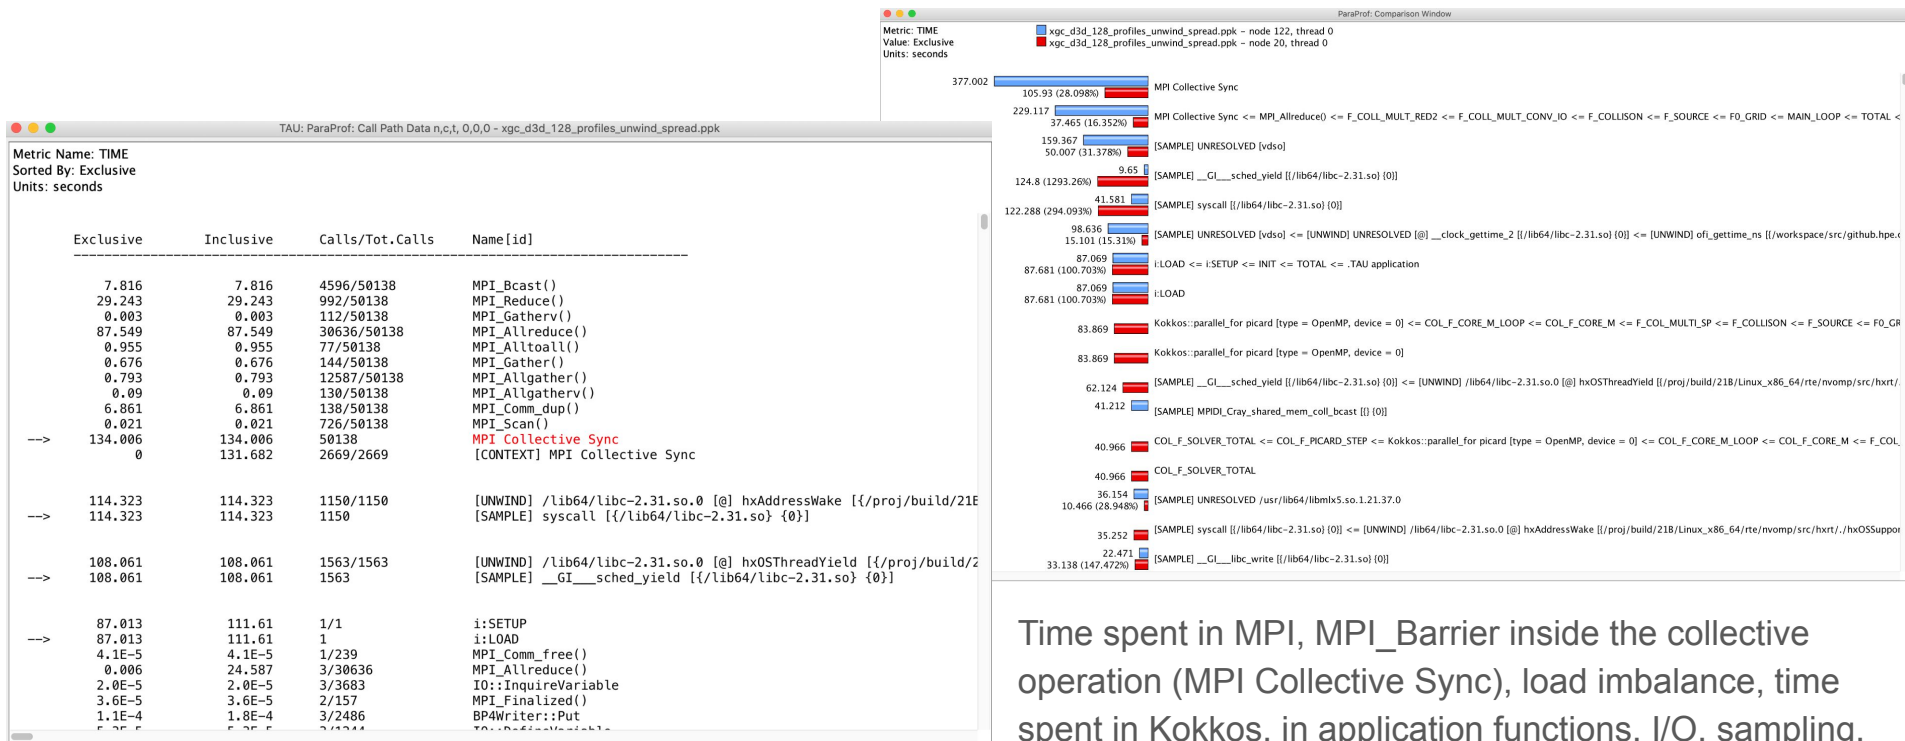 ParaProf: Comparison Window
Metric: TIME
Value: Exclusive
Units: seconds
xgc_d3d_128_profiles_unwind_spread.ppk – node 122, thread 0
xgc_d3d_128_profiles_unwind_spread.ppk – node 20, thread 0
377.002
105.93 (28.098%) MPI Collective Sync
229.117
37.465 (16.352%) MPI Collective Sync <= MPI_Allreduce() <= F_COLL_MULT_RED2 <= F_COLL_MULT_CONV_IO <= F_COLLISON <= F_SOURCE <= F0_GRID <= MAIN_LOOP <= TOTAL <
159.367
50.007 (31.378%) [SAMPLE] UNRESOLVED [vdso]
9.65
124.8 (1293.26%) [SAMPLE] __GI___sched_yield [{/lib64/libc-2.31.so} {0}]
41.581
122.288 (294.093%) [SAMPLE] syscall [{/lib64/libc-2.31.so} {0}]
98.636
15.101 (15.31%) [SAMPLE] UNRESOLVED [vdso] <= [UNWIND] UNRESOLVED [@] __clock_gettime_2 [{/lib64/libc-2.31.so} {0}] <= [UNWIND] ofi_gettime_ns [{/workspace/src/github.hpe.c
87.069
87.681 (100.703%) i:LOAD <= i:SETUP <= INIT <= TOTAL <= .TAU application
87.069
87.681 (100.703%) i:LOAD
83.869 Kokkos::parallel_for picard [type = OpenMP, device = 0] <= COL_F_CORE_M_LOOP <= COL_F_CORE_M <= F_COL_MULTI_SP <= F_COLLISON <= F_SOURCE <= F0_GR
83.869 Kokkos::parallel_for picard [type = OpenMP, device = 0]
62.124 [SAMPLE] __GI___sched_yield [{/lib64/libc-2.31.so} {0}] <= [UNWIND] /lib64/libc-2.31.so.0 [@] hxOSThreadYield [{/proj/build/21B/Linux_x86_64/rte/nvomp/src/hxrt/.
41.212 [SAMPLE] MPIDI_Cray_shared_mem_coll_bcast [{} {0}]
40.966 COL_F_SOLVER_TOTAL <= COL_F_PICARD_STEP <= Kokkos::parallel_for picard [type = OpenMP, device = 0] <= COL_F_CORE_M_LOOP <= COL_F_CORE_M <= F_COL_
40.966 COL_F_SOLVER_TOTAL
36.154
10.466 (28.948%) [SAMPLE] UNRESOLVED /usr/lib64/libmlx5.so.1.21.37.0
35.252 [SAMPLE] syscall [{/lib64/libc-2.31.so} {0}] <= [UNWIND] /lib64/libc-2.31.so.0 [@] hxAddressWake [{/proj/build/21B/Linux_x86_64/rte/nvomp/src/hxrt/./hxOSSuppor
22.471
33.138 (147.472%) [SAMPLE] __GI___libc_write [{/lib64/libc-2.31.so} {0}]
TAU: ParaProf: Call Path Data n,c,t, 0,0,0 - xgc_d3d_128_profiles_unwind_spread.ppk
Metric Name: TIME
Sorted By: Exclusive
Units: seconds
Exclusive Inclusive Calls/Tot.Calls Name[id]
7.816 7.816 4596/50138 MPI_Bcast()
29.243 29.243 992/50138 MPI_Reduce()
0.003 0.003 112/50138 MPI_Gatherv()
87.549 87.549 30636/50138 MPI_Allreduce()
0.955 0.955 77/50138 MPI_Alltoall()
0.676 0.676 144/50138 MPI_Gather()
0.793 0.793 12587/50138 MPI_Allgather()
0.09 0.09 130/50138 MPI_Allgatherv()
6.861 6.861 138/50138 MPI_Comm_dup()
0.021 0.021 726/50138 MPI_Scan()
--> 134.006 134.006 50138 MPI Collective Sync
0 131.682 2669/2669 [CONTEXT] MPI Collective Sync
114.323 114.323 1150/1150 [UNWIND] /lib64/libc-2.31.so.0 [@] hxAddressWake [{/proj/build/21B
--> 114.323 114.323 1150 [SAMPLE] syscall [{/lib64/libc-2.31.so} {0}]
108.061 108.061 1563/1563 [UNWIND] /lib64/libc-2.31.so.0 [@] hxOSThreadYield [{/proj/build/2
--> 108.061 108.061 1563 [SAMPLE] __GI___sched_yield [{/lib64/libc-2.31.so} {0}]
87.013 111.61 1/1 i:SETUP
--> 87.013 111.61 1 i:LOAD
4.1E-5 4.1E-5 1/239 MPI_Comm_free()
0.006 24.587 3/30636 MPI_Allreduce()
2.0E-5 2.0E-5 3/3683 IO::InquireVariable
3.6E-5 3.6E-5 2/157 MPI_Finalized()
1.1E-4 1.8E-4 3/2486 BP4Writer::Put
Time spent in MPI, MPI_Barrier inside the collective
operation (MPI Collective Sync), load imbalance, time
spent in Kokkos, in application functions, I/O, sampling,